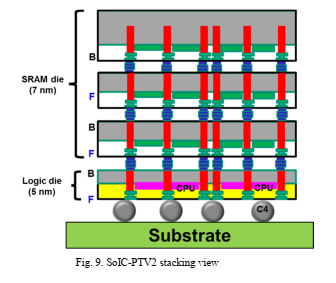 SRAM die
(7 nm)
B
F
B
F
Logic die
(5 nm)
B
F
CPU
CPU
C4
Substrate
Fig. 9. SoIC-PTV2 stacking view